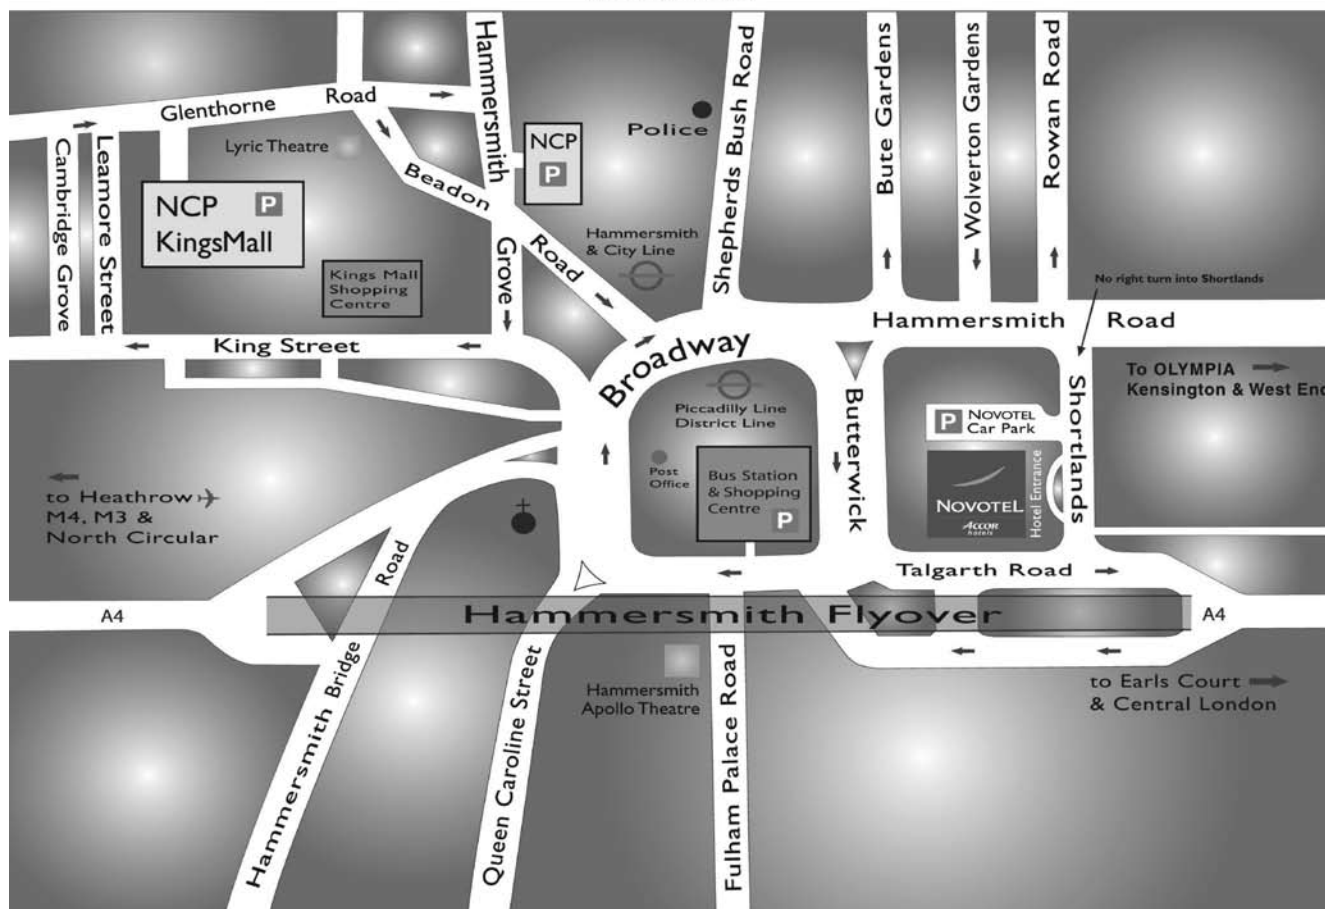 Glenthorne
Road
Hammersmith
Grove
Lyric Theatre
NCP
P
Police
Shepherds Bush Road
Bute Gardens
Wolverton Gardens
Rowan Road
Cambridge Grove
Leamore Street
NCP P
KingsMall
Beadon
Road
Hammersmith
& City Line
Kings Mall
Shopping
Centre
No right turn into Shortlands
King Street
Broadway
Hammersmith Road
To OLYMPIA
Kensington & West End
Piccadilly Line
District Line
Butterwick
P NOVOTEL
Car Park
Shortlands
to Heathrow
M4, M3 &
North Circular
Post
Office
Bus Station
& Shopping
Centre P
NOVOTEL
ACCOR
hotels
Hotel Entrance
Talgarth Road
A4
Hammersmith Flyover
A4
Hammersmith Bridge Road
Queen Caroline Street
Hammersmith
Apollo Theatre
Fulham Palace Road
to Earls Court
& Central London